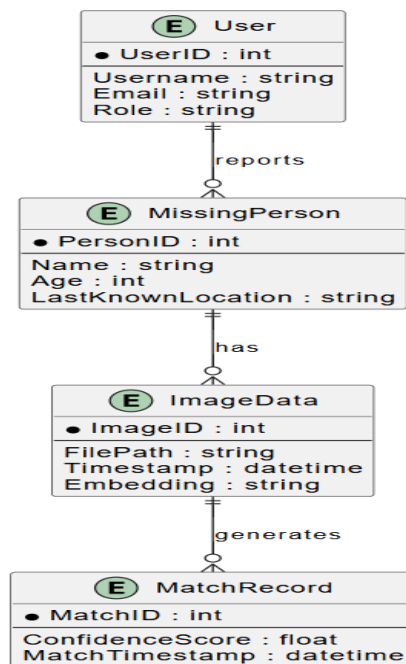 E User
● UserID : int
Username : string
Email : string
Role : string
reports
E MissingPerson
● PersonID : int
Name : string
Age : int
LastKnownLocation : string
has
E ImageData
● ImageID : int
FilePath : string
Timestamp : datetime
Embedding : string
generates
E MatchRecord
● MatchID : int
ConfidenceScore : float
MatchTimestamp : datetime